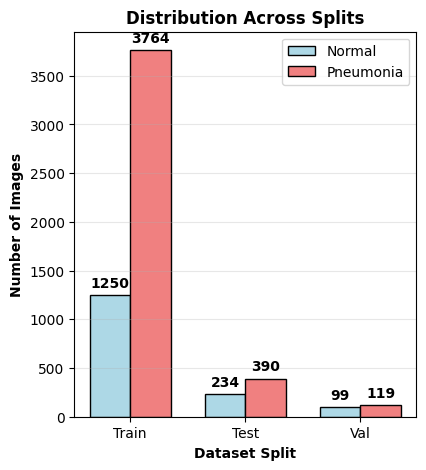 Distribution Across Splits
Normal
Pneumonia
3764
1250
234
390
99
119
3500
3000
2500
2000
1500
1000
500
0
Number of Images
Train
Test
Val
Dataset Split